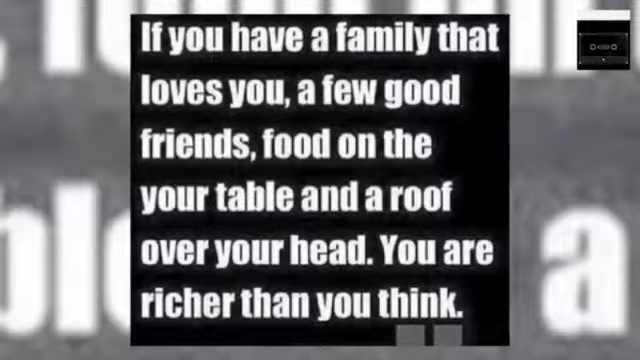 If you have a family that
loves you, a few good
friends, food on the
your table and a roof
over your head. You are
richer than you think.